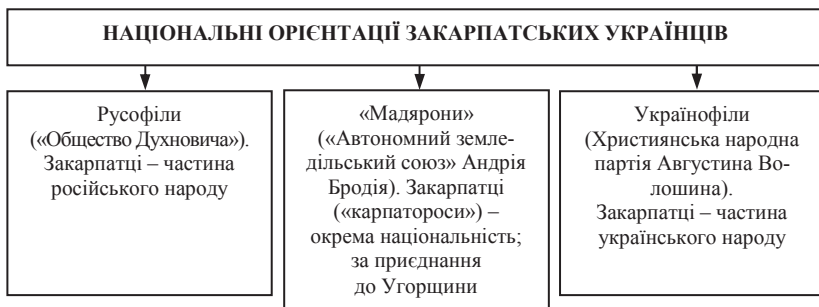 НАЦІОНАЛЬНІ ОРІЄНТАЦІЇ ЗАКАРПАТСЬКИХ УКРАЇНЦІВ
Русофіли
(«Общество Духновича»).
Закарпатці – частина
російського народу
«Мадярони»
(«Автономний земле-
дільський союз» Андрія
Бродія). Закарпатці
(«карпатороси») –
окрема національність;
за приєднання
до Угорщини
Українофіли
(Християнська народна
партія Августина Во-
лошина).
Закарпатці – частина
українського народу